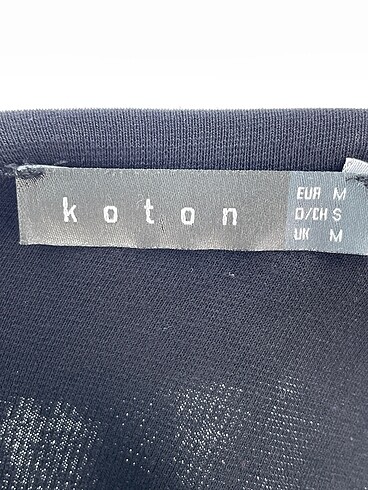 koton
EUR M
D/CH S
UK M